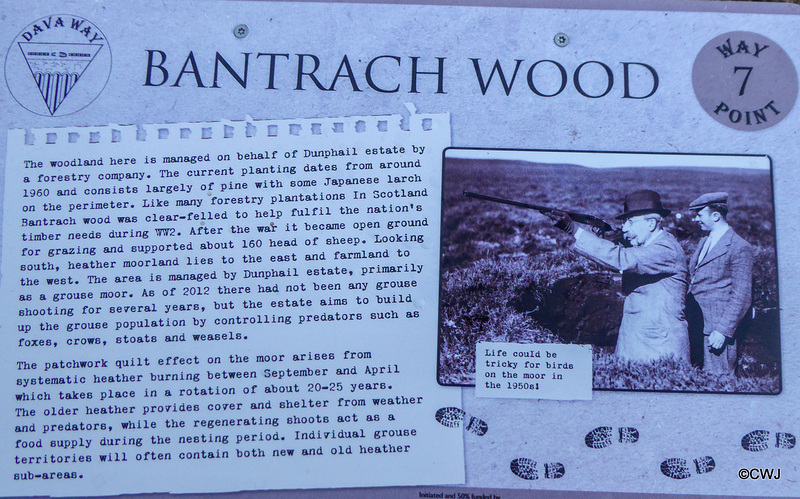 DAVA WAY
BANTRACH WOOD
WAY
7
POINT
The woodland here is managed on behalf of Dunphail estate by
a forestry company. The current planting dates from around
1960 and consists largely of pine with some Japanese larch
on the perimeter. Like many forestry plantations In Scotland
Bantrach wood was clear-felled to help fulfil the nation's
timber needs during WW2. After the war it became open ground
for grazing and supported about 160 head of sheep. Looking
south, heather moorland lies to the east and farmland to
the west. The area is managed by Dunphail estate, primarily
as a grouse moor. As of 2012 there had not been any grouse
shooting for several years, but the estate aims to build
up the grouse population by controlling predators such as
foxes, crows, stoats and weasels.
The patchwork quilt effect on the moor arises from
systematic heather burning between September and April
which takes place in a rotation of about 20-25 years.
The older heather provides cover and shelter from weather
and predators, while the regenerating shoots act as a
food supply during the nesting period. Individual grouse
territories will often contain both new and old heather
sub-areas.
Life could be
tricky for birds
on the moor in
the 1950s!
Initiated and 50% funded by
©CWJ